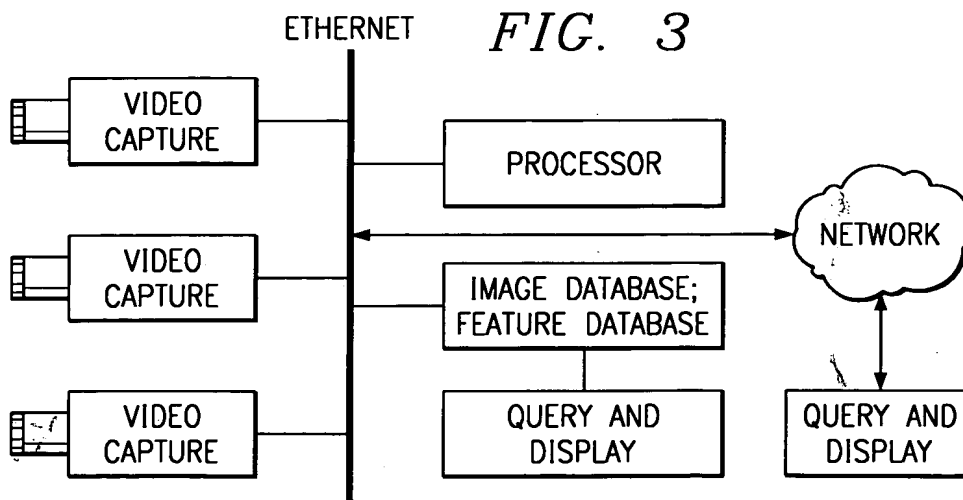 ETHERNET
FIG. 3
VIDEO
CAPTURE
PROCESSOR
NETWORK
VIDEO
CAPTURE
IMAGE DATABASE;
FEATURE DATABASE
VIDEO
CAPTURE
QUERY AND
DISPLAY
QUERY AND
DISPLAY